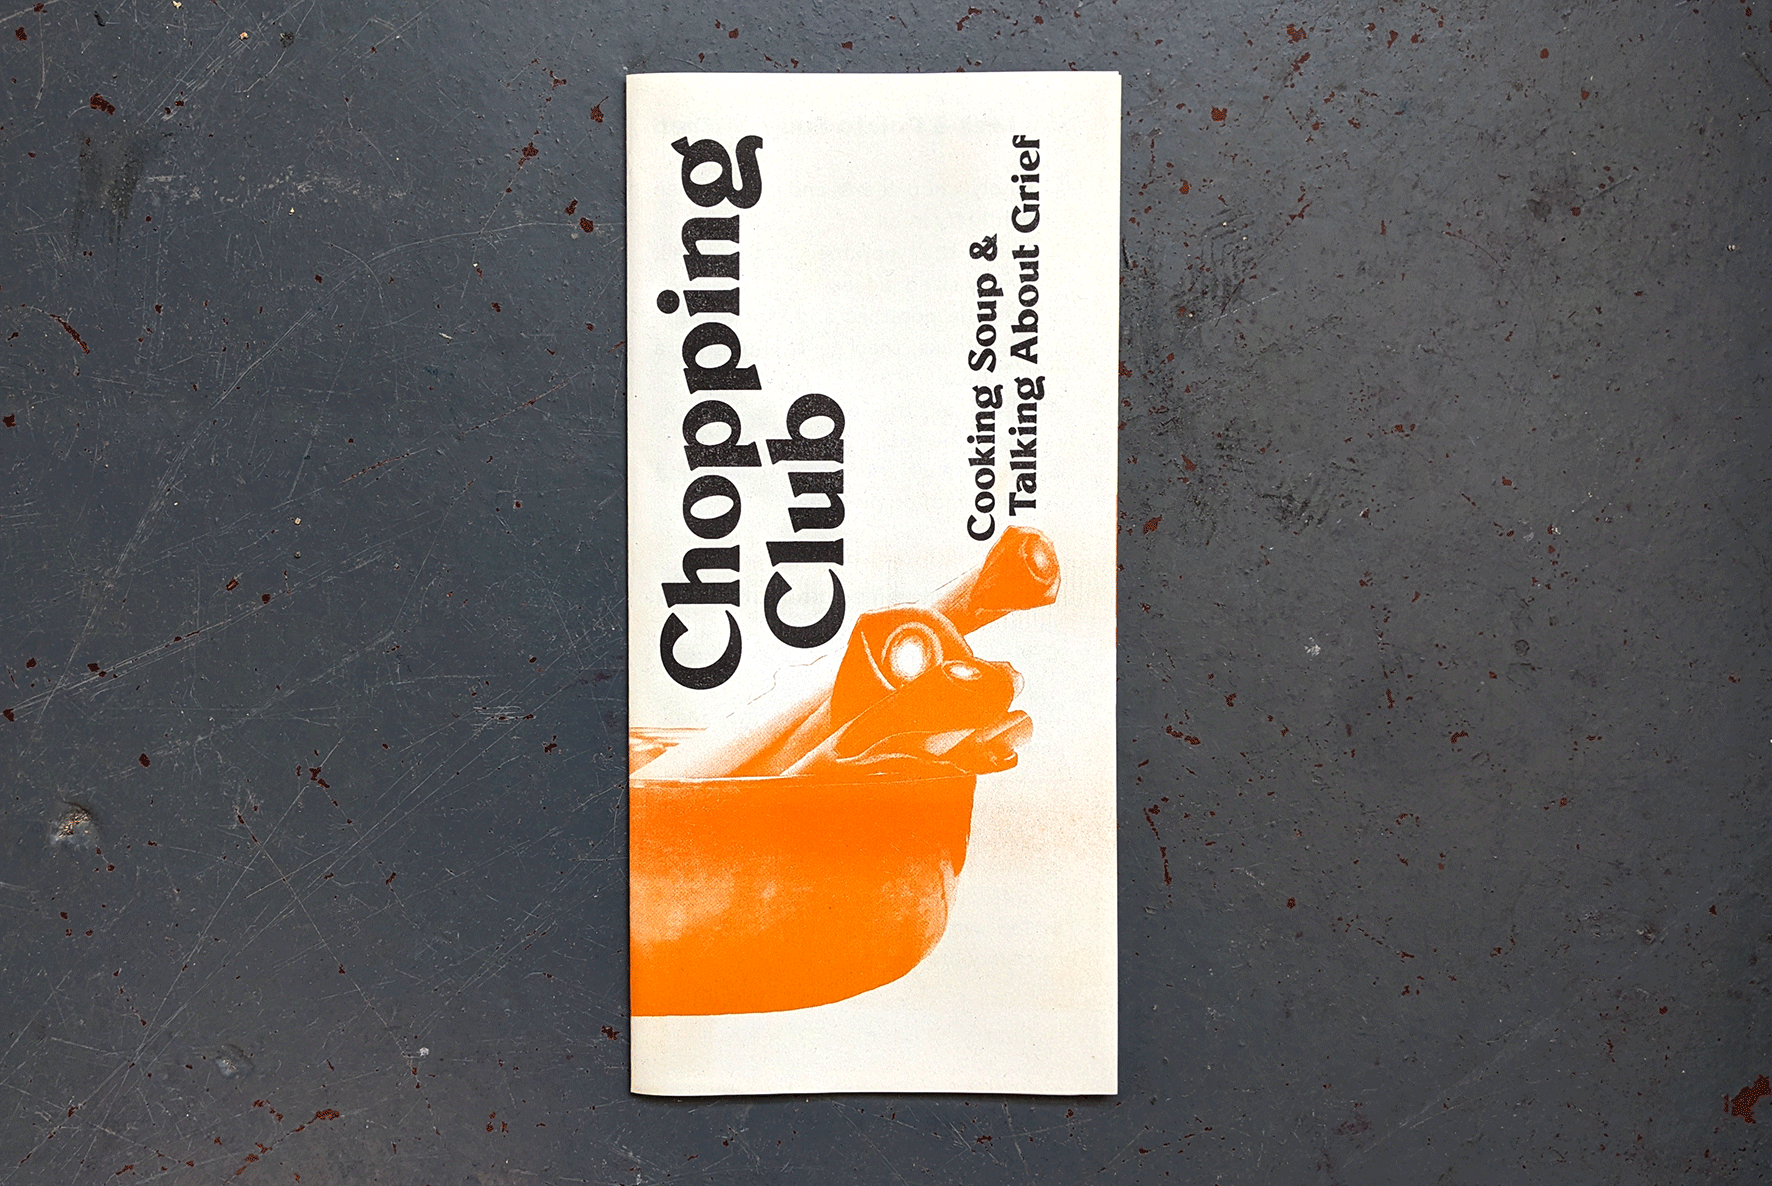 Chopping
Club
Cooking Soup &
Talking About Grief